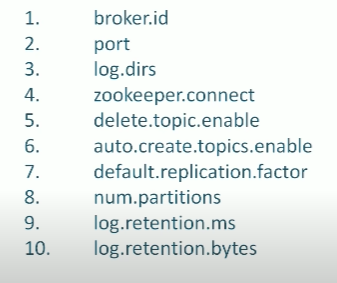 1. broker.id
2. port
3. log.dirs
4. zookeeper.connect
5. delete.topic.enable
6. auto.create.topics.enable
7. default.replication.factor
8. num.partitions
9. log.retention.ms
10. log.retention.bytes